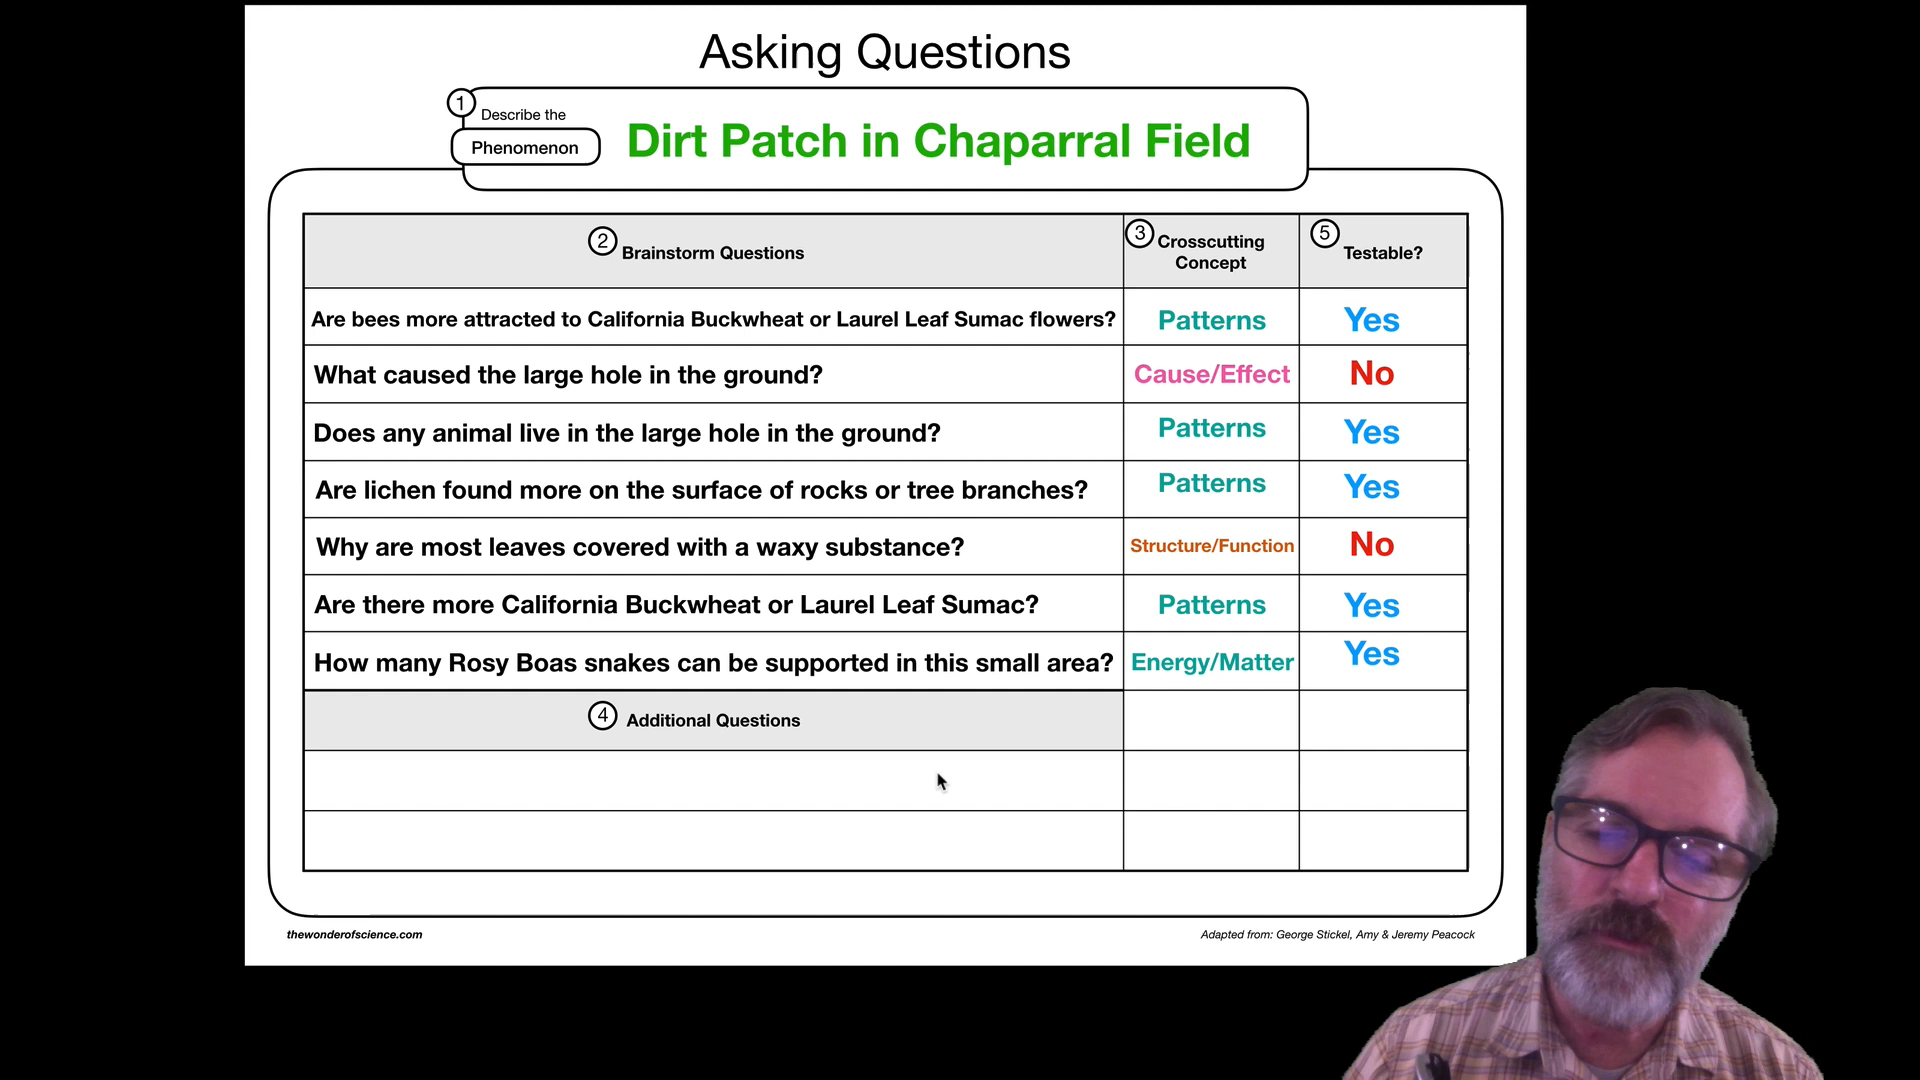 Asking Questions
1
Describe the
Phenomenon
Dirt Patch in Chaparral Field
2 Brainstorm Questions
3 Crosscutting
Concept
5 Testable?
Are bees more attracted to California Buckwheat or Laurel Leaf Sumac flowers? Patterns Yes
What caused the large hole in the ground? Cause/Effect No
Does any animal live in the large hole in the ground? Patterns Yes
Are lichen found more on the surface of rocks or tree branches? Patterns Yes
Why are most leaves covered with a waxy substance? Structure/Function No
Are there more California Buckwheat or Laurel Leaf Sumac? Patterns Yes
How many Rosy Boas snakes can be supported in this small area? Energy/Matter Yes
4 Additional Questions
thewonderofscience.com
Adapted from: George Stickel, Amy & Jeremy Peacock